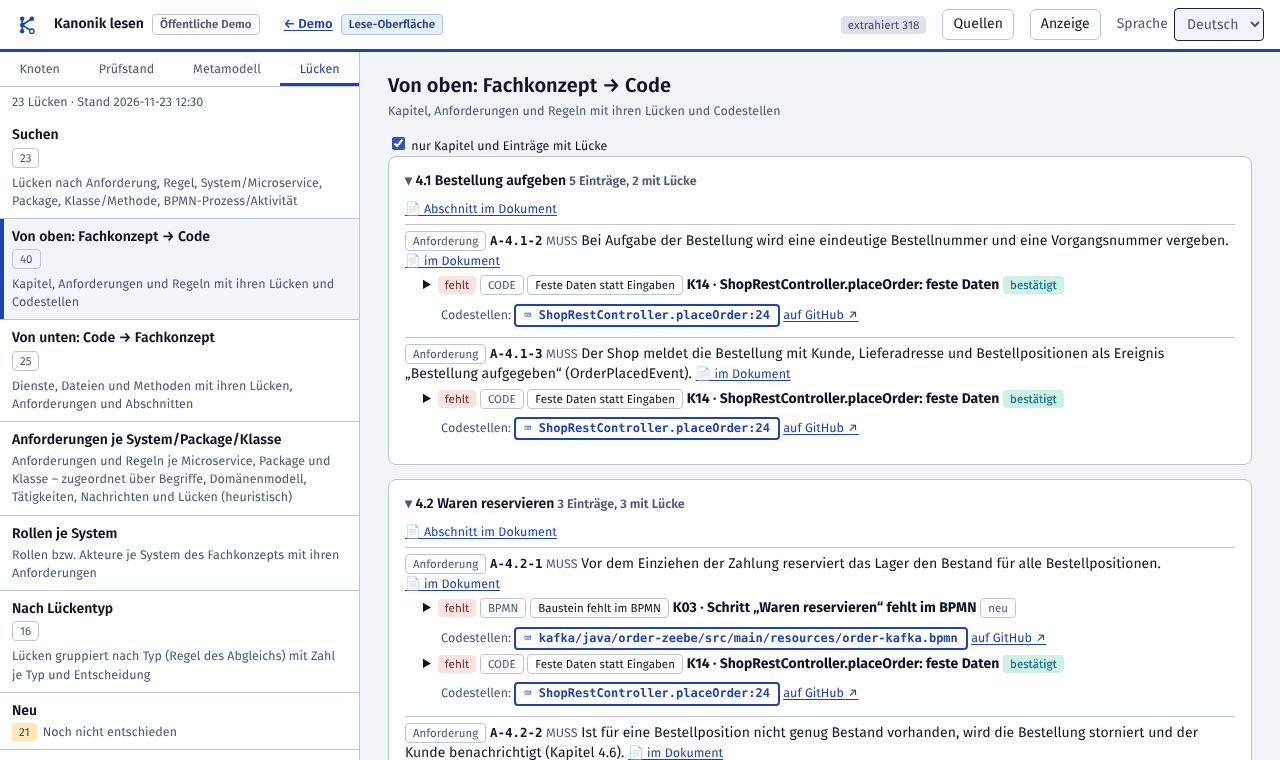 Kanonik lesen Öffentliche Demo ← Demo Lese-Oberfläche extrahiert 318 Quellen Anzeige Sprache Deutsch
Knoten Prüfstand Metamodell Lücken
23 Lücken · Stand 2026-11-23 12:30
Suchen
23
Lücken nach Anforderung, Regel, System/Microservice,
Package, Klasse/Methode, BPMN-Prozess/Aktivität
Von oben: Fachkonzept → Code
40
Kapitel, Anforderungen und Regeln mit ihren Lücken und
Codestellen
Von unten: Code → Fachkonzept
25
Dienste, Dateien und Methoden mit ihren Lücken,
Anforderungen und Abschnitten
Anforderungen je System/Package/Klasse
Anforderungen und Regeln je Microservice, Package und
Klasse – zugeordnet über Begriffe, Domänenmodell,
Tätigkeiten, Nachrichten und Lücken (heuristisch)
Rollen je System
Rollen bzw. Akteure je System des Fachkonzepts mit ihren
Anforderungen
Nach Lückentyp
16
Lücken gruppiert nach Typ (Regel des Abgleichs) mit Zahl
je Typ und Entscheidung
Neu
21 Noch nicht entschieden
Von oben: Fachkonzept → Code
Kapitel, Anforderungen und Regeln mit ihren Lücken und Codestellen
nur Kapitel und Einträge mit Lücke
▾ 4.1 Bestellung aufgeben 5 Einträge, 2 mit Lücke
📄 Abschnitt im Dokument
Anforderung A-4.1-2 MUSS Bei Aufgabe der Bestellung wird eine eindeutige Bestellnummer und eine Vorgangsnummer vergeben.
📄 im Dokument
▶ fehlt CODE Feste Daten statt Eingaben K14 · ShopRestController.placeOrder: feste Daten bestätigt
Codestellen: ⌨ ShopRestController.placeOrder:24 auf GitHub ↗
Anforderung A-4.1-3 MUSS Der Shop meldet die Bestellung mit Kunde, Lieferadresse und Bestellpositionen als Ereignis
„Bestellung aufgegeben“ (OrderPlacedEvent). 📄 im Dokument
▶ fehlt CODE Feste Daten statt Eingaben K14 · ShopRestController.placeOrder: feste Daten bestätigt
Codestellen: ⌨ ShopRestController.placeOrder:24 auf GitHub ↗
▾ 4.2 Waren reservieren 3 Einträge, 3 mit Lücke
📄 Abschnitt im Dokument
Anforderung A-4.2-1 MUSS Vor dem Einziehen der Zahlung reserviert das Lager den Bestand für alle Bestellpositionen.
📄 im Dokument
▶ fehlt BPMN Baustein fehlt im BPMN K03 · Schritt „Waren reservieren“ fehlt im BPMN neu
Codestellen: ⌨ kafka/java/order-zeebe/src/main/resources/order-kafka.bpmn auf GitHub ↗
▶ fehlt CODE Feste Daten statt Eingaben K14 · ShopRestController.placeOrder: feste Daten bestätigt
Codestellen: ⌨ ShopRestController.placeOrder:24 auf GitHub ↗
Anforderung A-4.2-2 MUSS Ist für eine Bestellposition nicht genug Bestand vorhanden, wird die Bestellung storniert und der
Kunde benachrichtigt (Kapitel 4.6). 📄 im Dokument